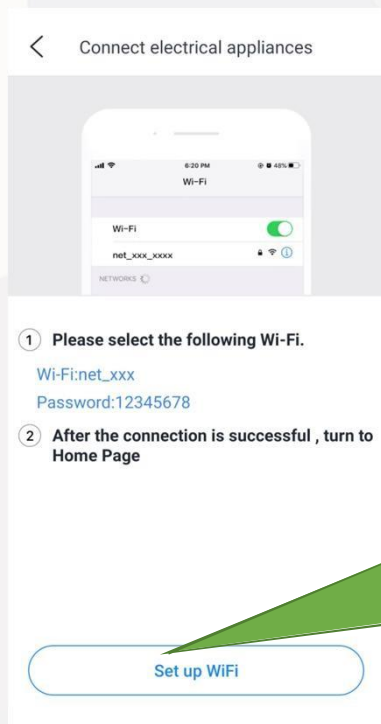 Connect electrical appliances
6:20 PM
48%
Wi-Fi
Wi-Fi
net_xxx_xxxx
NETWORKS
1 Please select the following Wi-Fi.
Wi-Fi:net_xxx
Password:12345678
2 After the connection is successful , turn to
Home Page
Set up WiFi